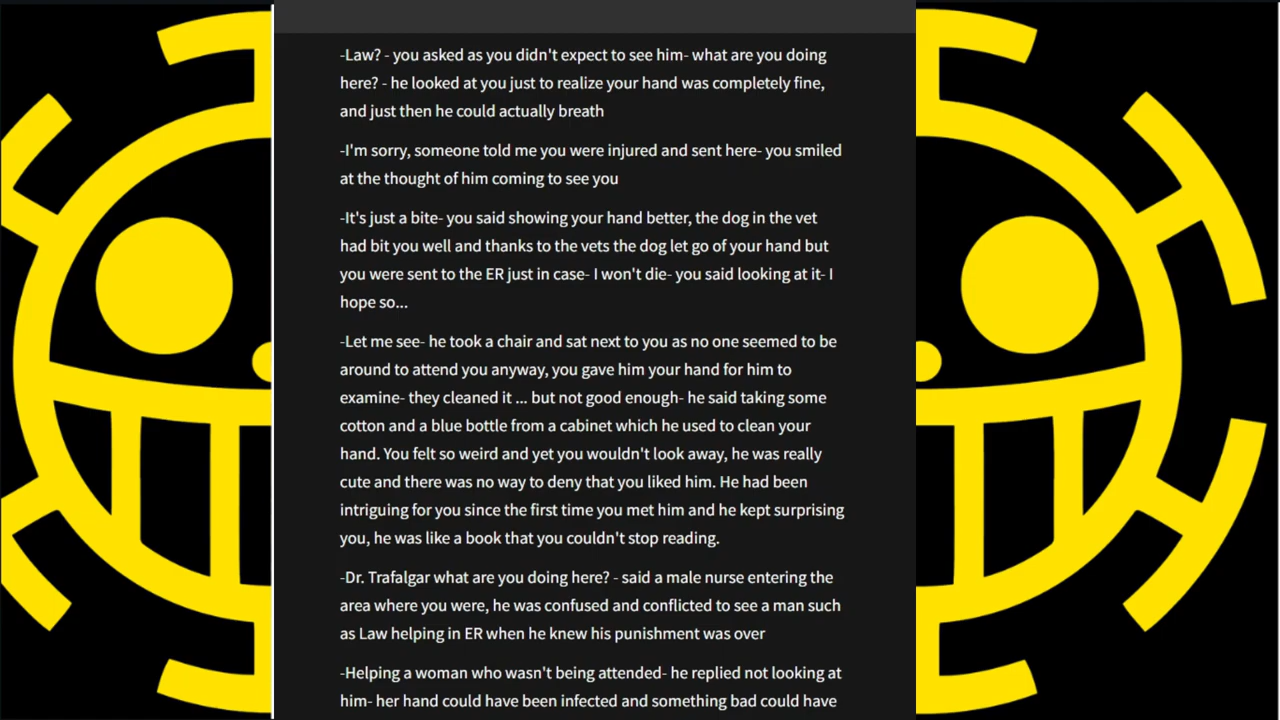 -Law? - you asked as you didn't expect to see him- what are you doing
here? - he looked at you just to realize your hand was completely fine,
and just then he could actually breath
-I'm sorry, someone told me you were injured and sent here- you smiled
at the thought of him coming to see you
-It's just a bite- you said showing your hand better, the dog in the vet
had bit you well and thanks to the vets the dog let go of your hand but
you were sent to the ER just in case- I won't die- you said looking at it- I
hope so...
-Let me see- he took a chair and sat next to you as no one seemed to be
around to attend you anyway, you gave him your hand for him to
examine- they cleaned it ... but not good enough- he said taking some
cotton and a blue bottle from a cabinet which he used to clean your
hand. You felt so weird and yet you wouldn't look away, he was really
cute and there was no way to deny that you liked him. He had been
intriguing for you since the first time you met him and he kept surprising
you, he was like a book that you couldn't stop reading.
-Dr. Trafalgar what are you doing here? - said a male nurse entering the
area where you were, he was confused and conflicted to see a man such
as Law helping in ER when he knew his punishment was over
-Helping a woman who wasn't being attended- he replied not looking at
him- her hand could have been infected and something bad could have